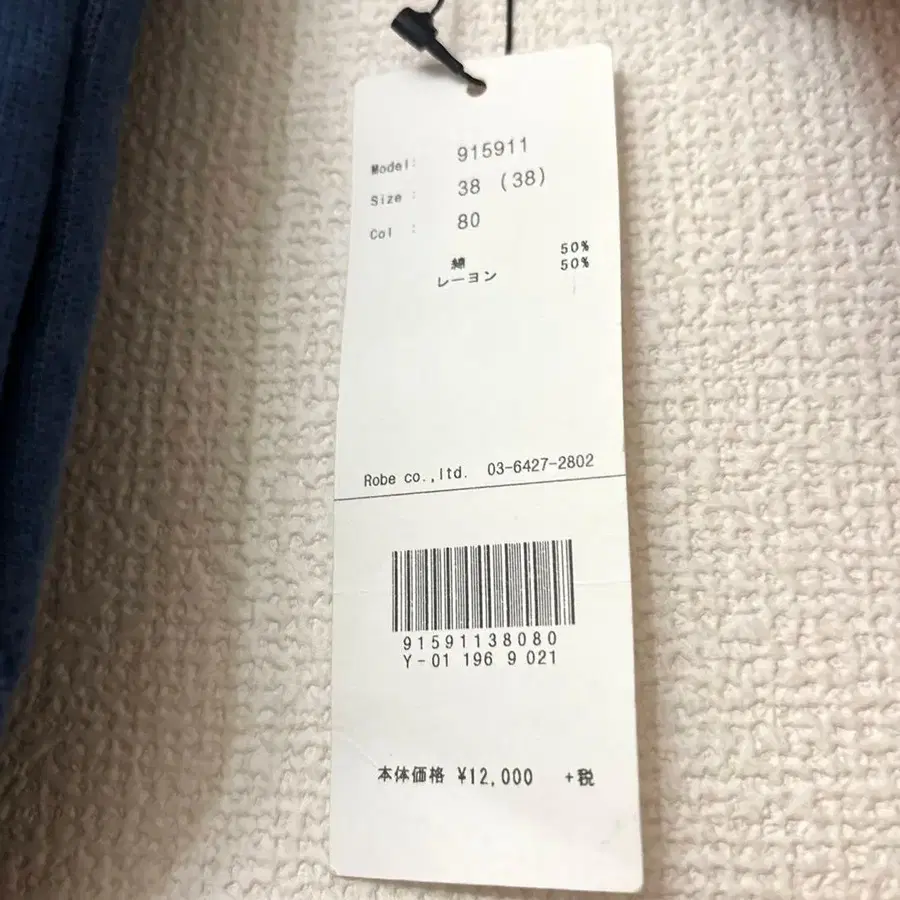 Model: 915911
Size : 38 (38)
Col : 80
綿 50%
レーヨン 50%
Robe co.,ltd. 03-6427-2802
91591138080
Y-01 196 9 021
本体価格 ¥12,000 +税